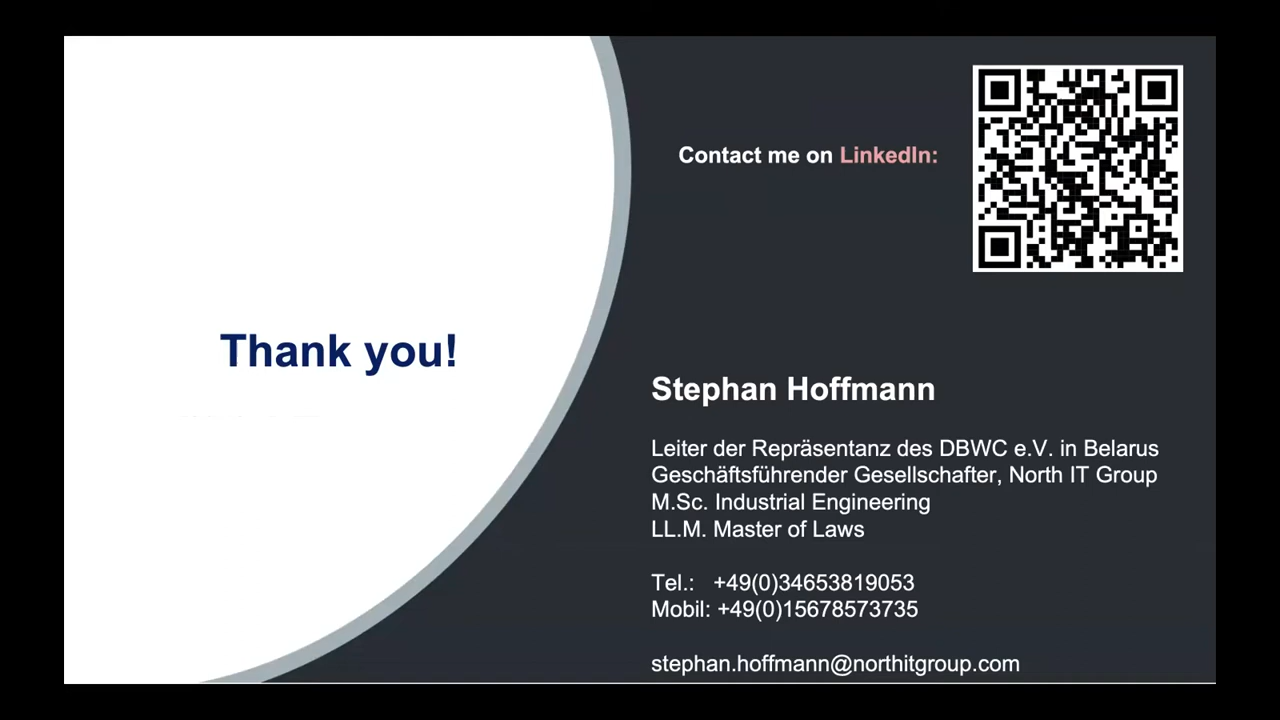 Thank you!
Contact me on LinkedIn:
Stephan Hoffmann
Leiter der Repräsentanz des DBWC e.V. in Belarus
Geschäftsführender Gesellschafter, North IT Group
M.Sc. Industrial Engineering
LL.M. Master of Laws
Tel.: +49(0)34653819053
Mobil: +49(0)15678573735
stephan.hoffmann@northitgroup.com